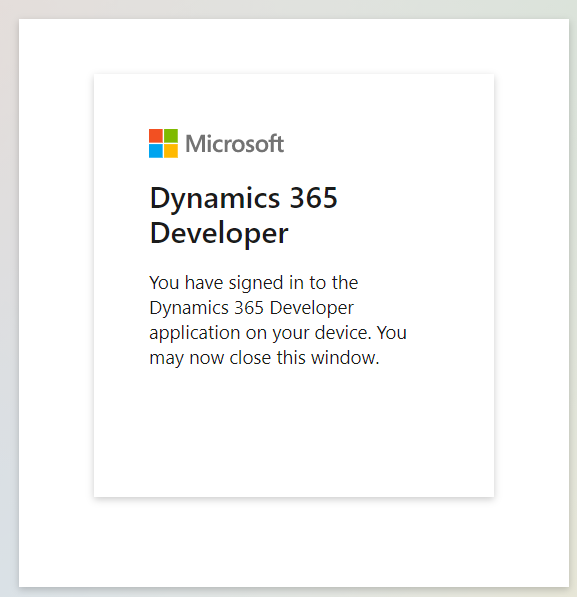 Microsoft
Dynamics 365
Developer
You have signed in to the
Dynamics 365 Developer
application on your device. You
may now close this window.